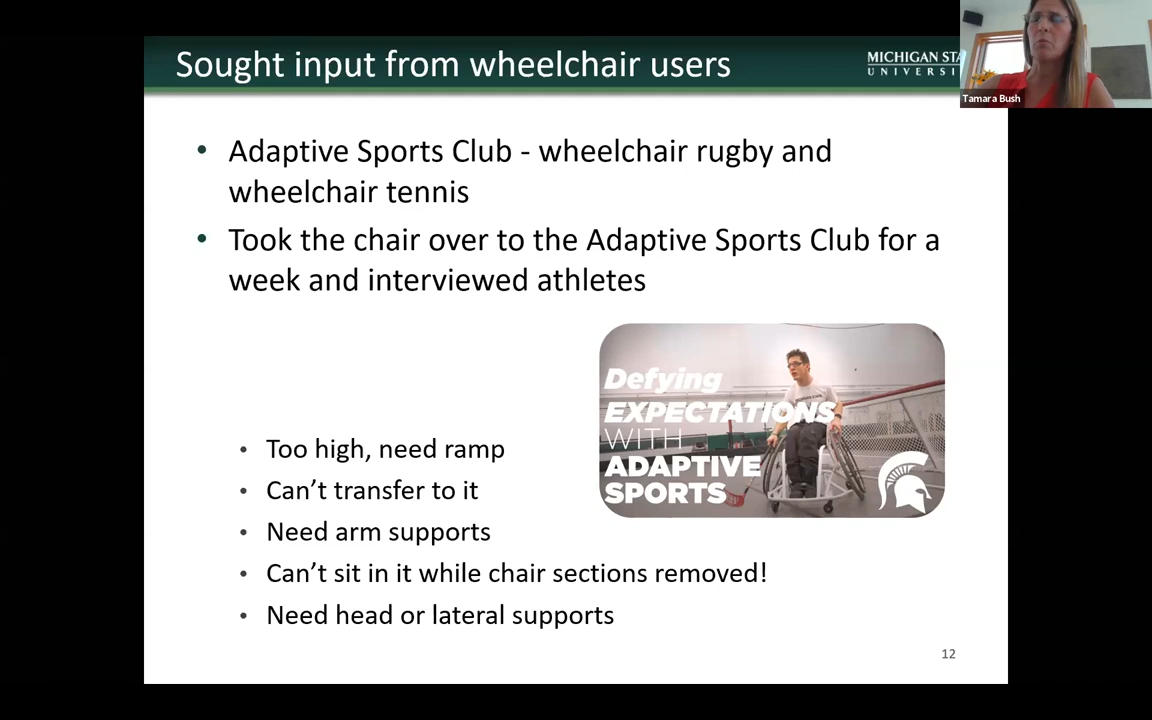 Sought input from wheelchair users
MICHIGAN STA
UNIVERSI
Tamara Bush
• Adaptive Sports Club - wheelchair rugby and
wheelchair tennis
• Took the chair over to the Adaptive Sports Club for a
week and interviewed athletes
Defying
EXPECTATIONS
WITH
ADAPTIVE
SPORTS
• Too high, need ramp
• Can’t transfer to it
• Need arm supports
• Can’t sit in it while chair sections removed!
• Need head or lateral supports
12